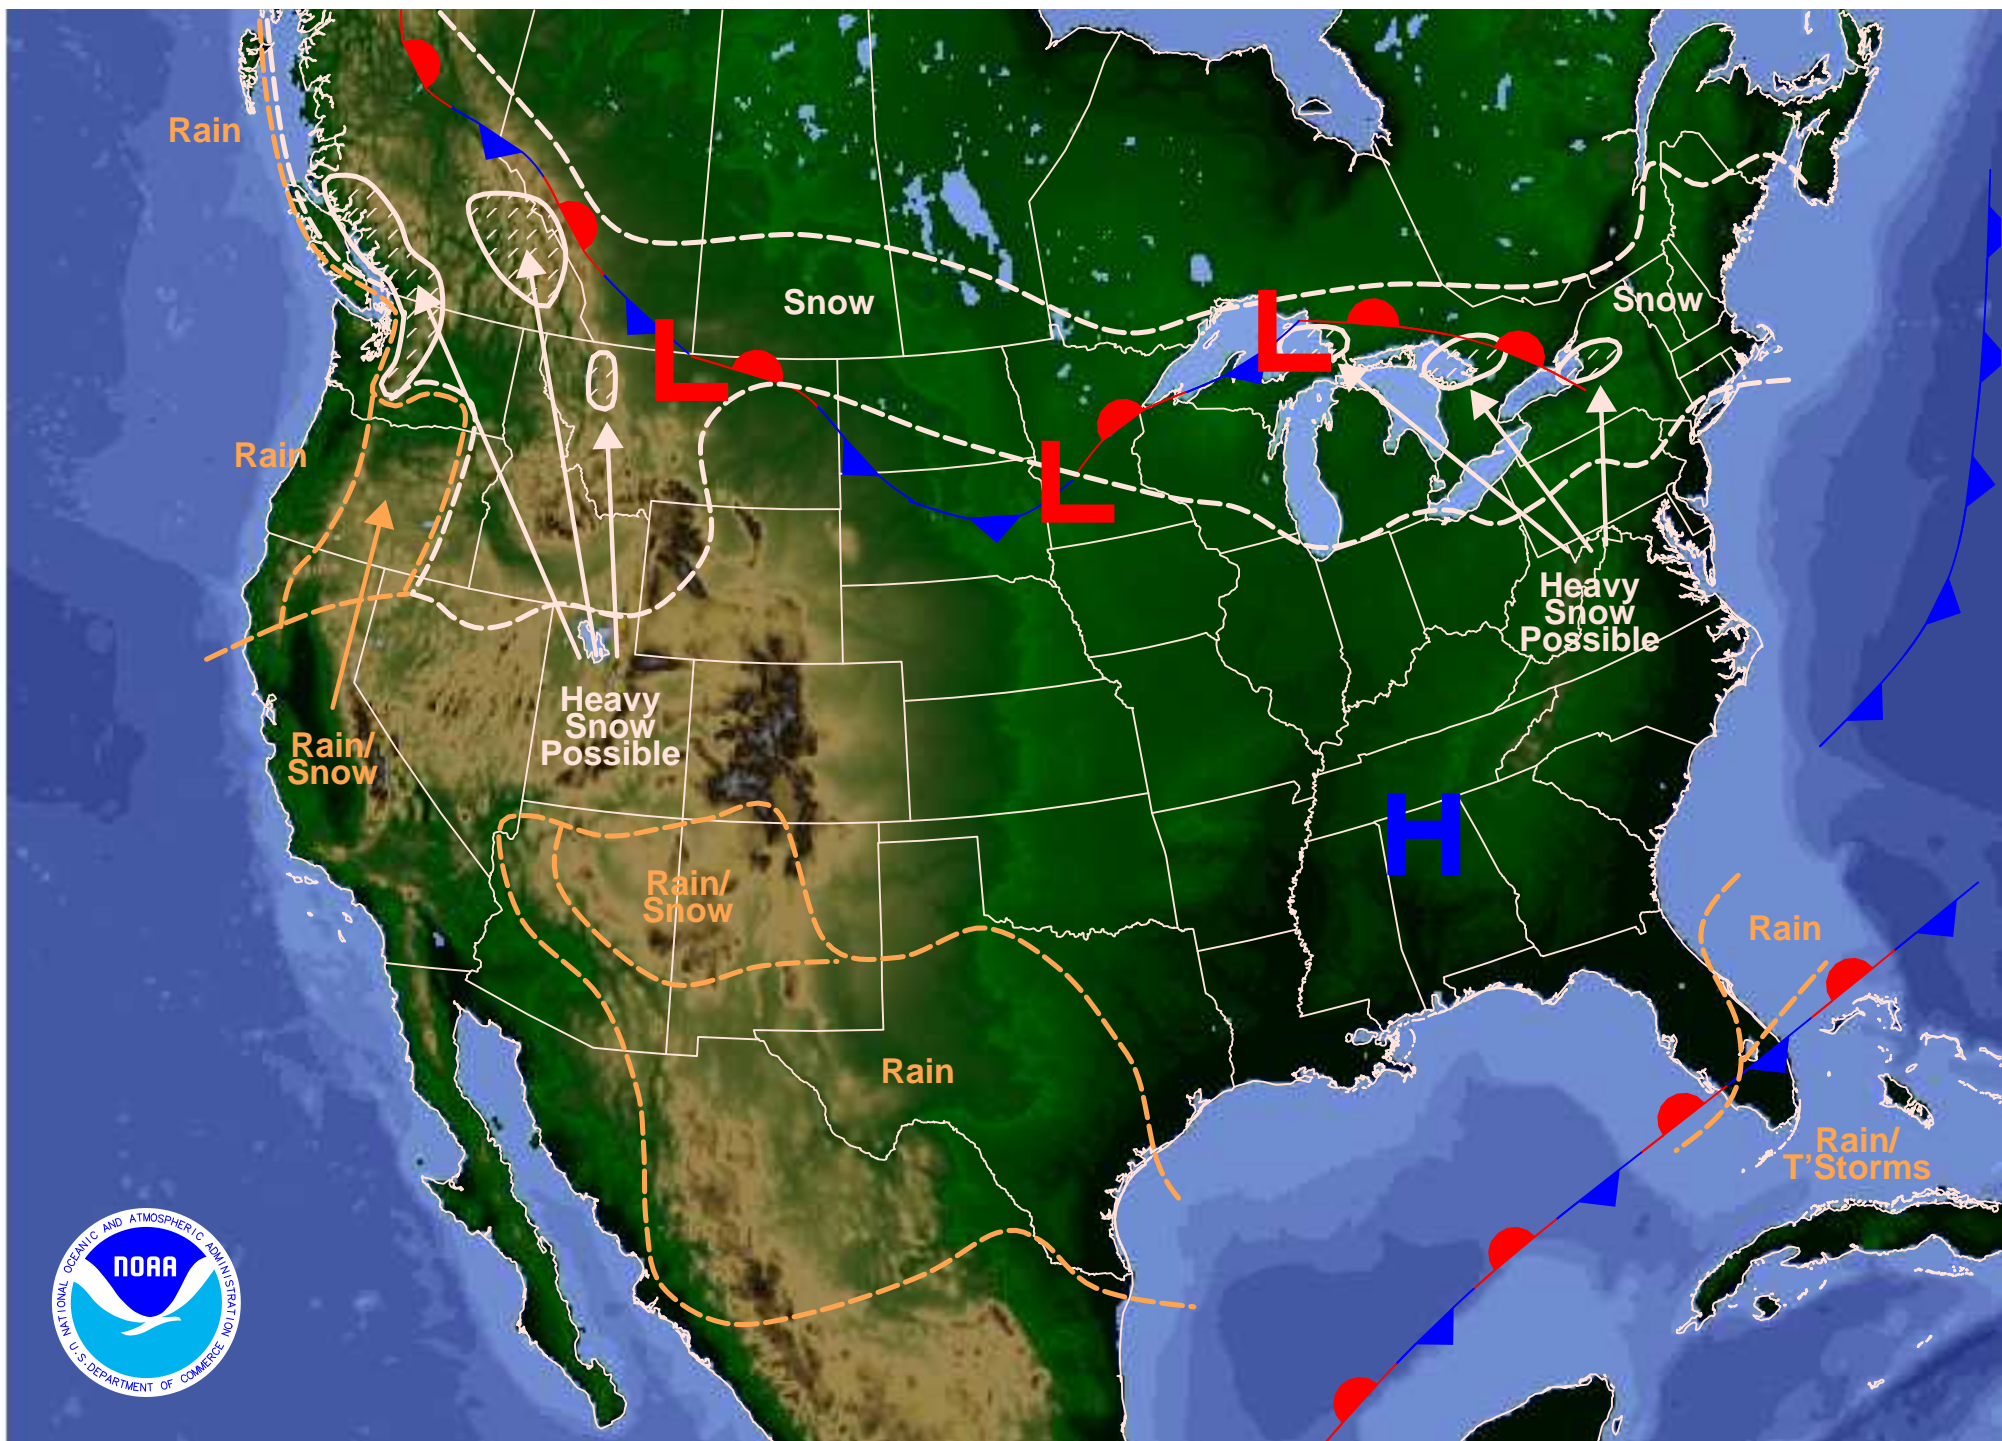 Rain
Snow
Snow
L
L
L
Rain
Heavy
Snow
Possible
Heavy
Snow
Possible
Rain/
Snow
H
Rain/
Snow
Rain
Rain
Rain/
T'Storms
NATIONAL OCEANIC AND ATMOSPHERIC ADMINISTRATION
NOAA
U.S. DEPARTMENT OF COMMERCE